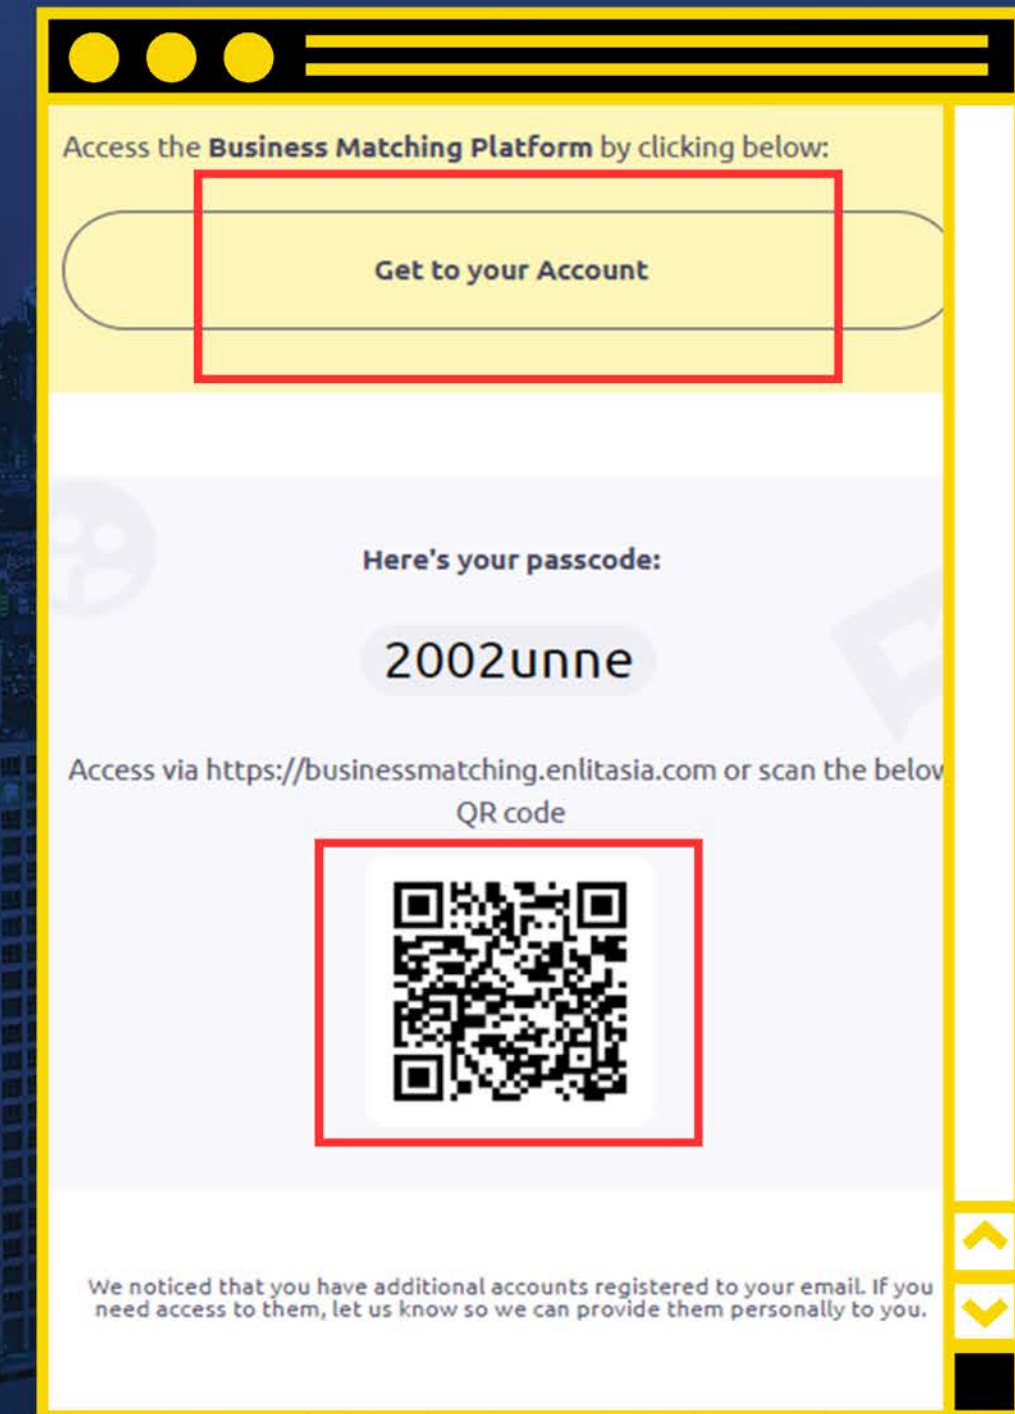 Access the Business Matching Platform by clicking below:
Get to your Account
Here's your passcode:
2002unne
Access via https://businessmatching.enlitasia.com or scan the below
QR code
We noticed that you have additional accounts registered to your email. If you
need access to them, let us know so we can provide them personally to you.